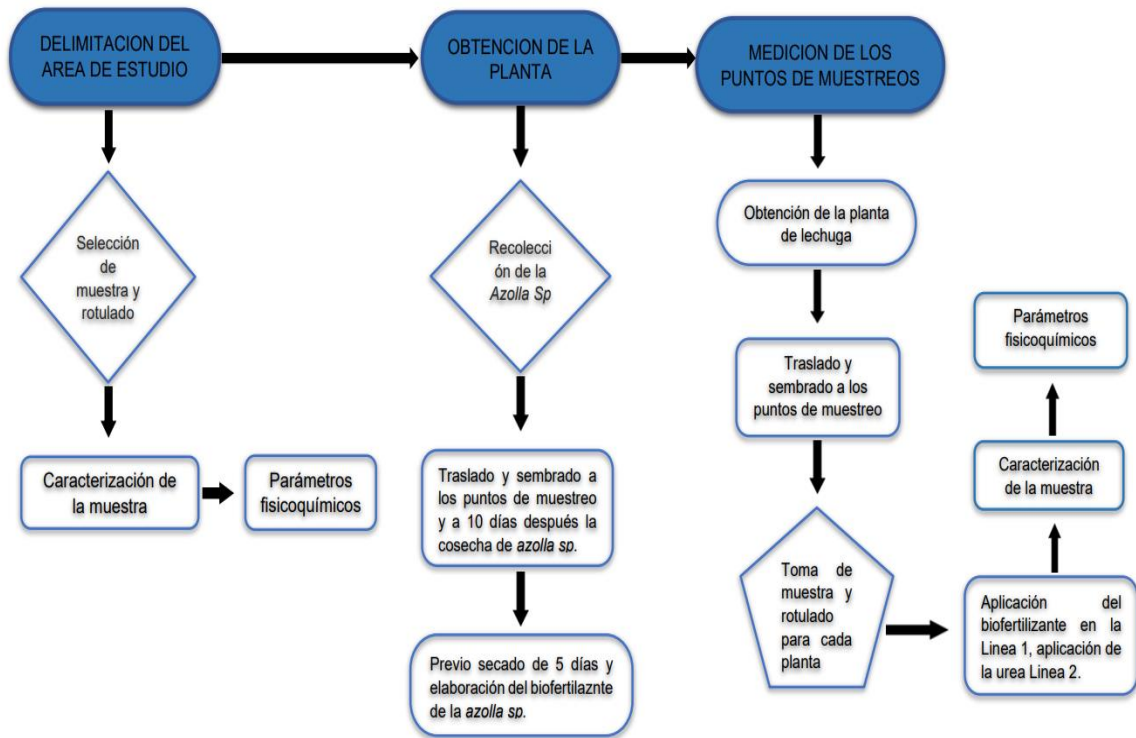 DELIMITACION DEL
AREA DE ESTUDIO
OBTENCION DE LA
PLANTA
MEDICION DE LOS
PUNTOS DE MUESTREOS
Selección
de
muestra y
rotulado
Caracterización de
la muestra
Parámetros
fisicoquímicos
Recolecci
ón de la
Azolla Sp
Traslado y sembrado a
los puntos de muestreo
y a 10 días después la
cosecha de azolla sp.
Previo secado de 5 días y
elaboración del biofertilaznte
de la azolla sp.
Obtención de la planta
de lechuga
Traslado y
sembrado a los
puntos de muestreo
Toma de
muestra y
rotulado
para cada
planta
Aplicación del
biofertilizante en la
Linea 1, aplicación de
la urea Linea 2.
Caracterización
de la muestra
Parámetros
fisicoquímicos